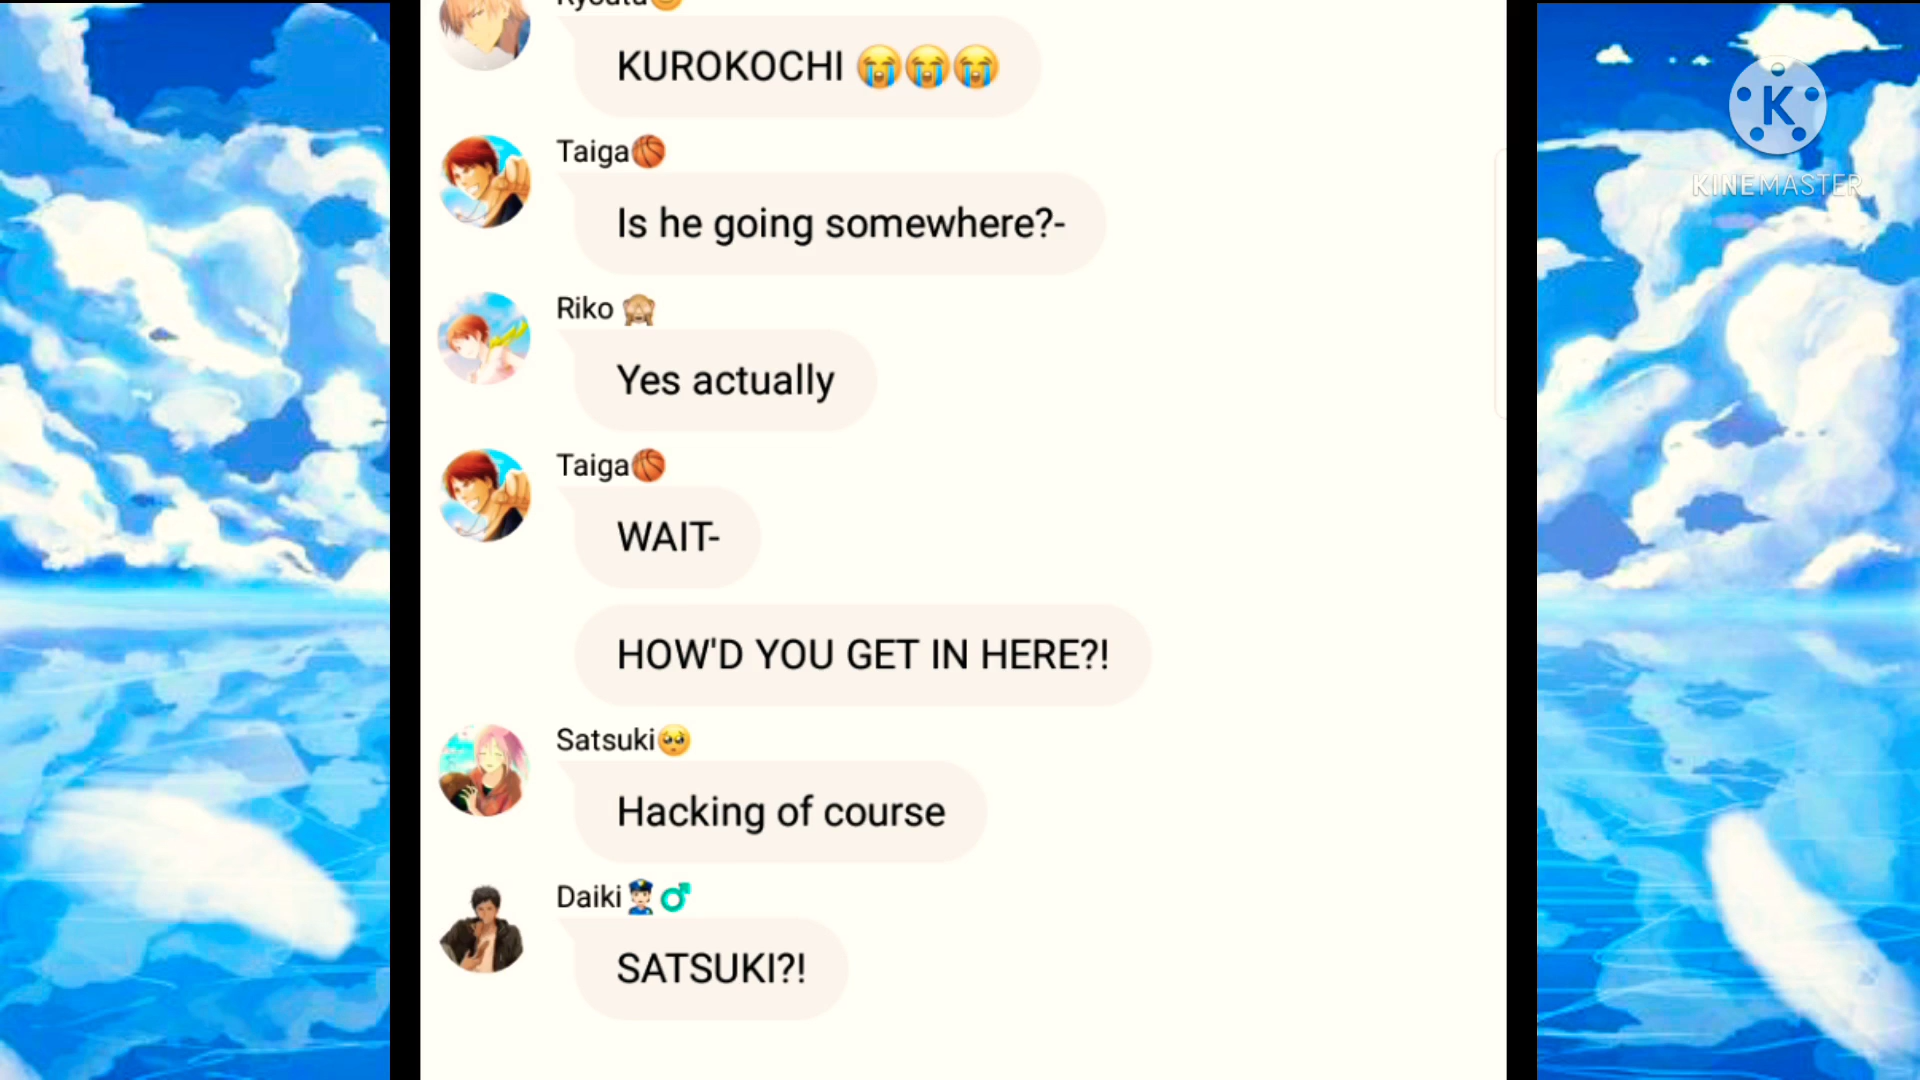 Ryouta😊
KUROKOCHI 😭😭😭
Taiga🏀
Is he going somewhere?-
Riko 🙈
Yes actually
Taiga🏀
WAIT-
HOW'D YOU GET IN HERE?!
Satsuki🥺
Hacking of course
Daiki👮🏻♂
SATSUKI?!
K
KINEMASTER